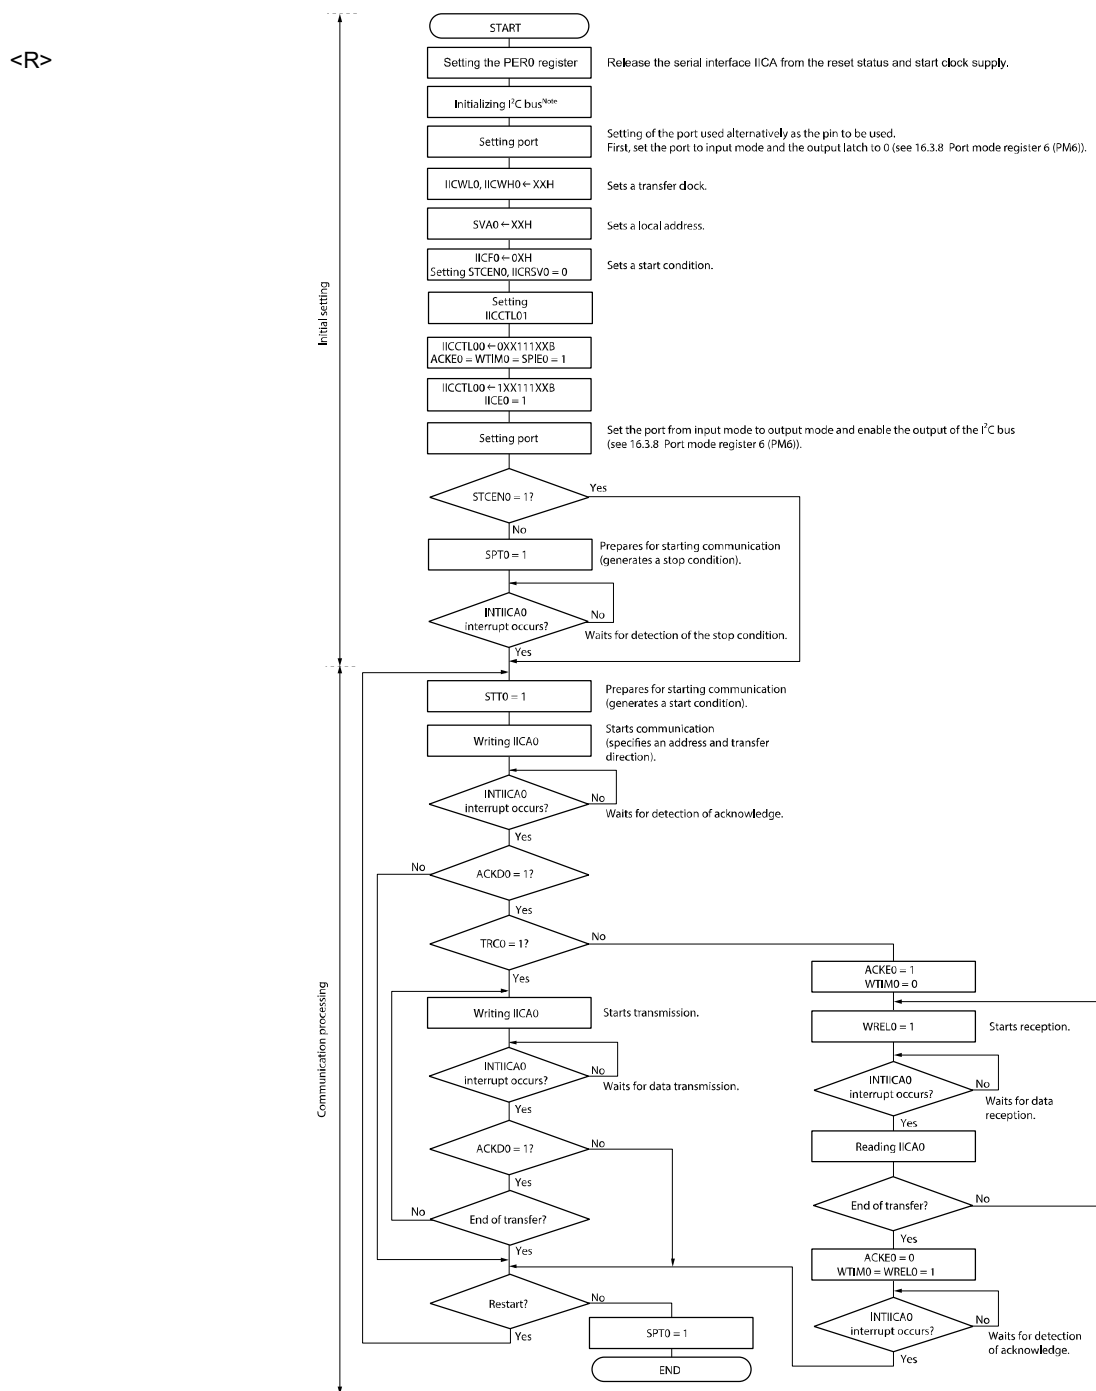 START
<R>
Setting the PER0 register
Release the serial interface IICA from the reset status and start clock supply.
Initializing I²C bus^Note
Setting port
Setting of the port used alternatively as the pin to be used.
First, set the port to input mode and the output latch to 0 (see 16.3.8 Port mode register 6 (PM6)).
IICWL0, IICWH0 ← XXH
Sets a transfer clock.
SVA0 ← XXH
Sets a local address.
IICF0 ← 0XH
Setting STCEN0, IICRSV0 = 0
Sets a start condition.
Initial setting
Setting
IICCTL01
IICCTL00 ← 0XX111XXB
ACKE0 = WTIM0 = SPIE0 = 1
IICCTL00 ← 1XX111XXB
IICE0 = 1
Setting port
Set the port from input mode to output mode and enable the output of the I²C bus
(see 16.3.8 Port mode register 6 (PM6)).
STCEN0 = 1?
Yes
No
SPT0 = 1
Prepares for starting communication
(generates a stop condition).
INTIICA0
interrupt occurs?
No
Waits for detection of the stop condition.
Yes
Communication processing
STT0 = 1
Prepares for starting communication
(generates a start condition).
Writing IICA0
Starts communication
(specifies an address and transfer
direction).
INTIICA0
interrupt occurs?
No
Waits for detection of acknowledge.
Yes
ACKD0 = 1?
No
Yes
TRC0 = 1?
No
Yes
Writing IICA0
Starts transmission.
INTIICA0
interrupt occurs?
No
Waits for data transmission.
Yes
ACKD0 = 1?
No
Yes
End of transfer?
No
Yes
Restart?
No
Yes
SPT0 = 1
END
ACKE0 = 1
WTIM0 = 0
WREL0 = 1
Starts reception.
INTIICA0
interrupt occurs?
No
Waits for data
reception.
Yes
Reading IICA0
End of transfer?
No
Yes
ACKE0 = 0
WTIM0 = WREL0 = 1
INTIICA0
interrupt occurs?
No
Waits for detection
of acknowledge.
Yes